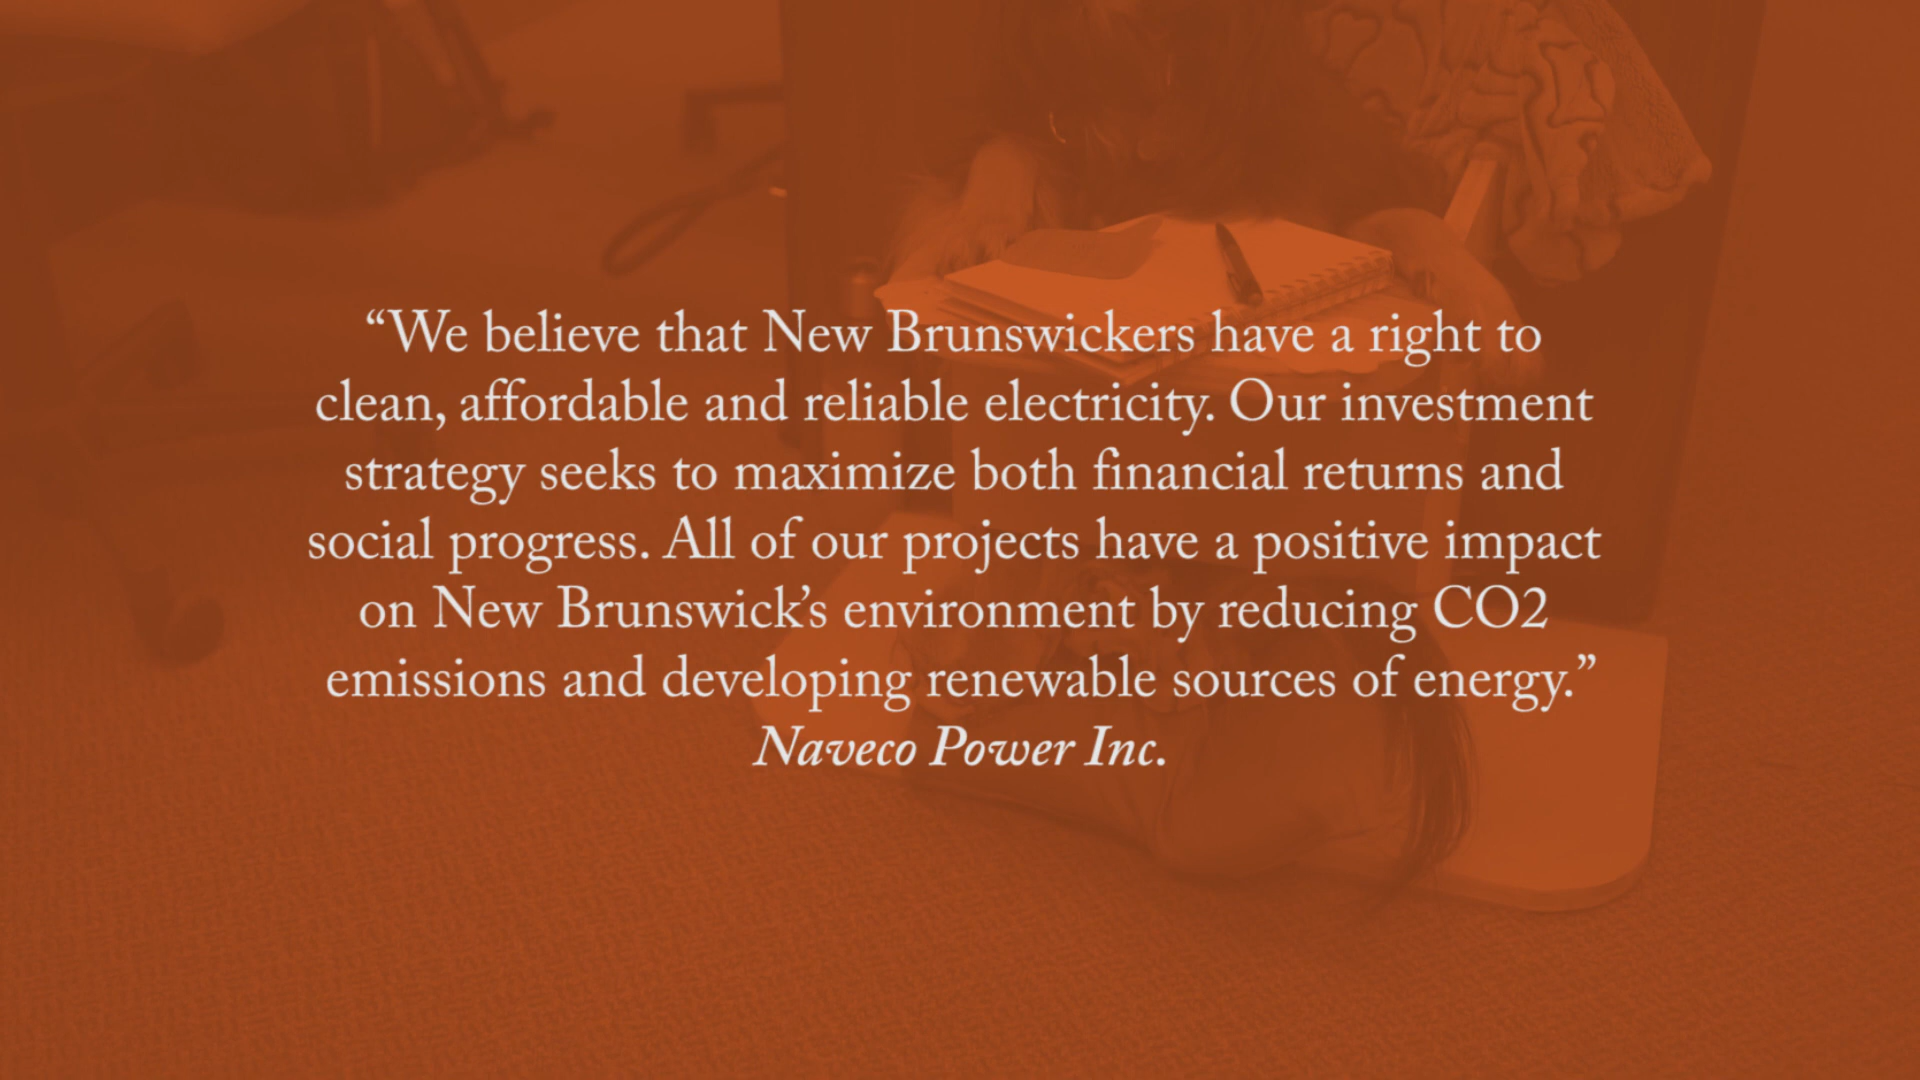 “We believe that New Brunswickers have a right to
clean, affordable and reliable electricity. Our investment
strategy seeks to maximize both financial returns and
social progress. All of our projects have a positive impact
on New Brunswick’s environment by reducing CO2
emissions and developing renewable sources of energy.”
Naveco Power Inc.